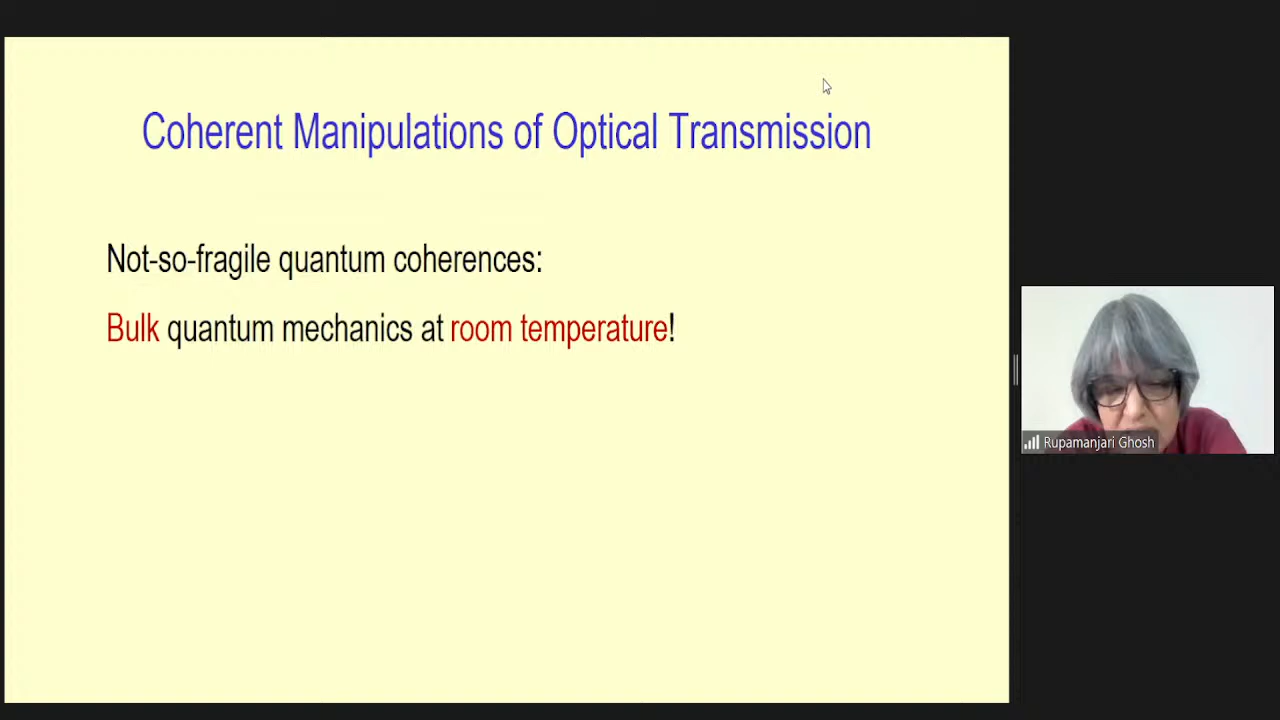 Coherent Manipulations of Optical Transmission
Not-so-fragile quantum coherences:
Bulk quantum mechanics at room temperature!
Rupamanjari Ghosh